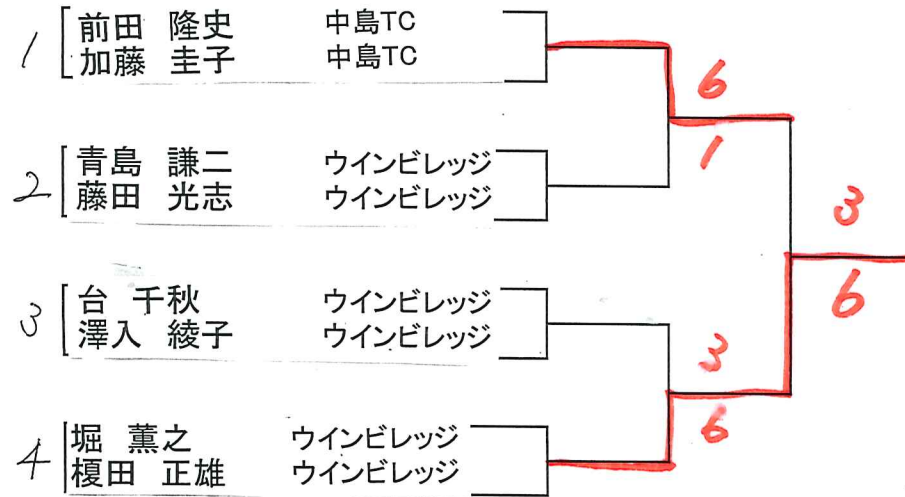 1 前田 隆史 中島TC
加藤 圭子 中島TC
6
1
2 青島 謙二 ウインビレッジ
藤田 光志 ウインビレッジ
3
6
3 台 千秋 ウインビレッジ
澤入 綾子 ウインビレッジ
3
6
4 堀 薫之 ウインビレッジ
榎田 正雄 ウインビレッジ